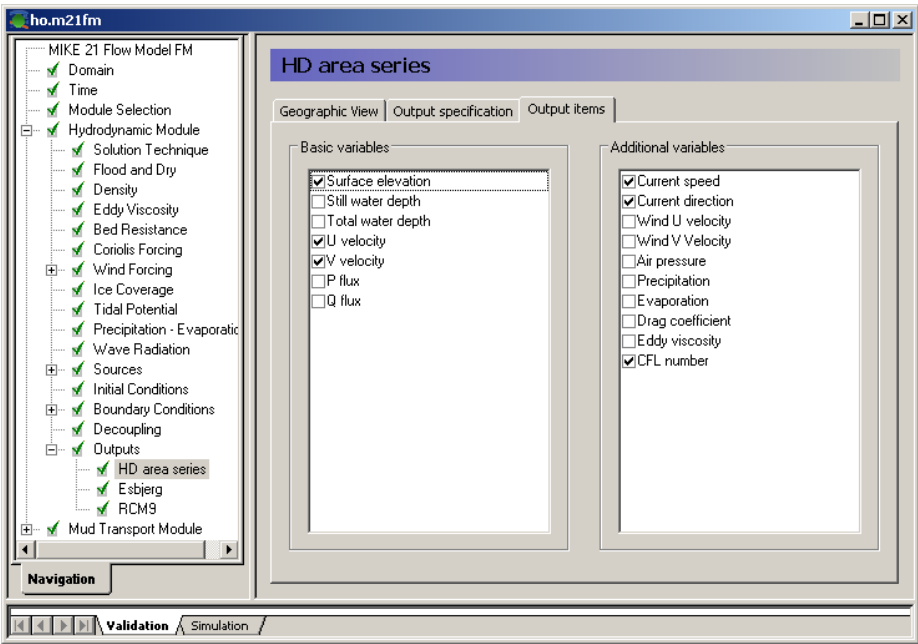 ho.m21fm
MIKE 21 Flow Model FM
Domain
Time
Module Selection
Hydrodynamic Module
Solution Technique
Flood and Dry
Density
Eddy Viscosity
Bed Resistance
Coriolis Forcing
Wind Forcing
Ice Coverage
Tidal Potential
Precipitation - Evaporatic
Wave Radiation
Sources
Initial Conditions
Boundary Conditions
Decoupling
Outputs
HD area series
Esbjerg
RCM9
Mud Transport Module
Navigation
HD area series
Geographic View
Output specification
Output items
Basic variables
Surface elevation
Still water depth
Total water depth
U velocity
V velocity
P flux
Q flux
Additional variables
Current speed
Current direction
Wind U velocity
Wind V Velocity
Air pressure
Precipitation
Evaporation
Drag coefficient
Eddy viscosity
CFL number
Validation
Simulation